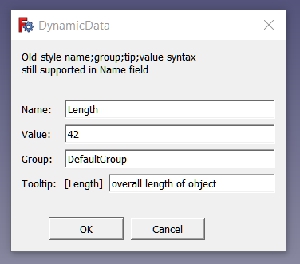 DynamicData
Old style name;group;tip;value syntax
still supported in Name field
Name: Length
Value: 42
Group: DefaultGroup
Tooltip: [Length] overall length of object
OK Cancel